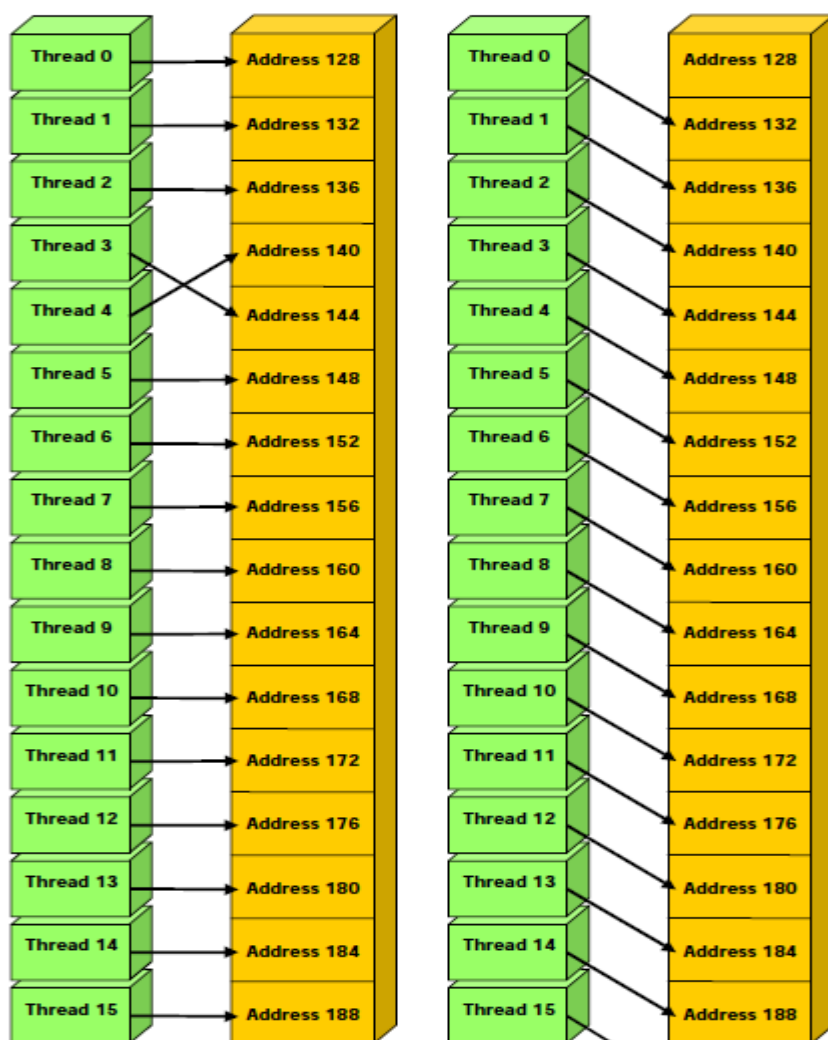 Thread 0 Address 128 Thread 0 Address 128
Thread 1 Address 132 Thread 1 Address 132
Thread 2 Address 136 Thread 2 Address 136
Thread 3 Address 140 Thread 3 Address 140
Thread 4 Address 144 Thread 4 Address 144
Thread 5 Address 148 Thread 5 Address 148
Thread 6 Address 152 Thread 6 Address 152
Thread 7 Address 156 Thread 7 Address 156
Thread 8 Address 160 Thread 8 Address 160
Thread 9 Address 164 Thread 9 Address 164
Thread 10 Address 168 Thread 10 Address 168
Thread 11 Address 172 Thread 11 Address 172
Thread 12 Address 176 Thread 12 Address 176
Thread 13 Address 180 Thread 13 Address 180
Thread 14 Address 184 Thread 14 Address 184
Thread 15 Address 188 Thread 15 Address 188